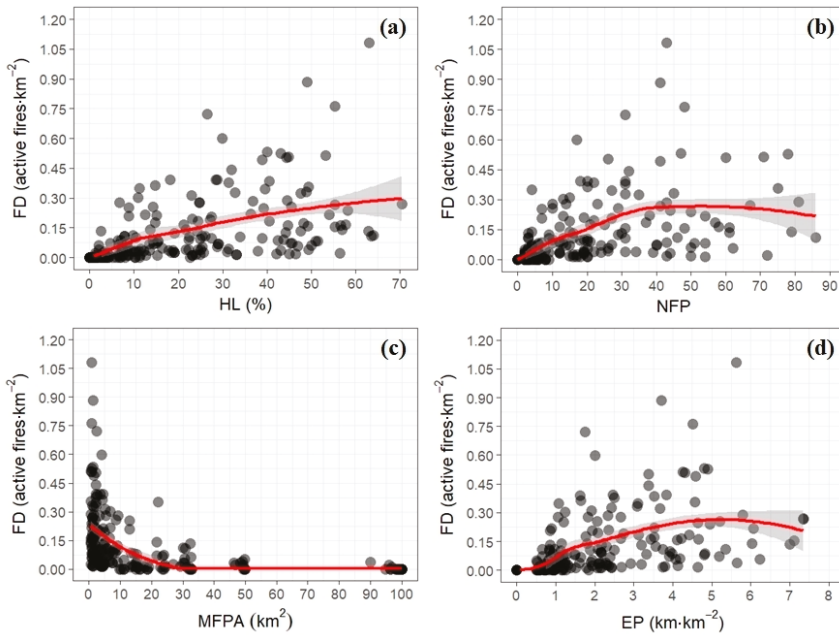 (a)
FD (active fires·km⁻²)
1.20
1.05
0.90
0.75
0.60
0.45
0.30
0.15
0.00
0 10 20 30 40 50 60 70
HL (%)
(b)
FD (active fires·km⁻²)
1.20
1.05
0.90
0.75
0.60
0.45
0.30
0.15
0.00
0 10 20 30 40 50 60 70 80 90
NFP
(c)
FD (active fires·km⁻²)
1.20
1.05
0.90
0.75
0.60
0.45
0.30
0.15
0.00
0 10 20 30 40 50 60 70 80 90 100
MFPA (km²)
(d)
FD (active fires·km⁻²)
1.20
1.05
0.90
0.75
0.60
0.45
0.30
0.15
0.00
0 1 2 3 4 5 6 7 8
EP (km·km⁻²)